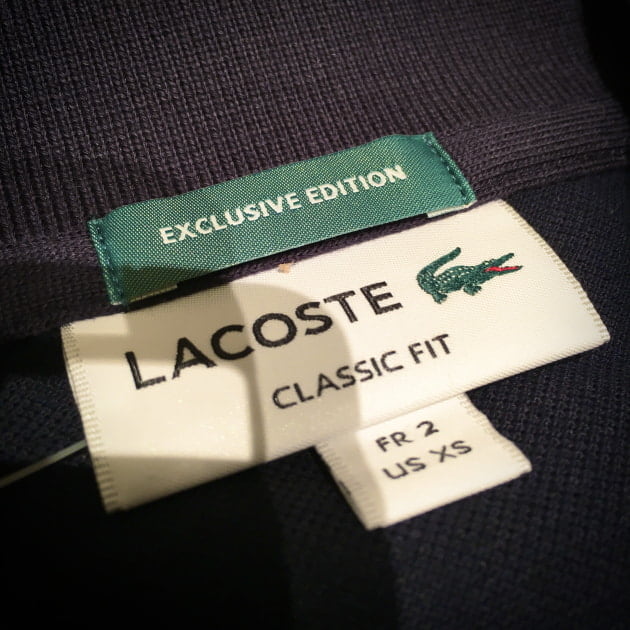 EXCLUSIVE EDITION
LACOSTE
CLASSIC FIT
FR 2
US XS